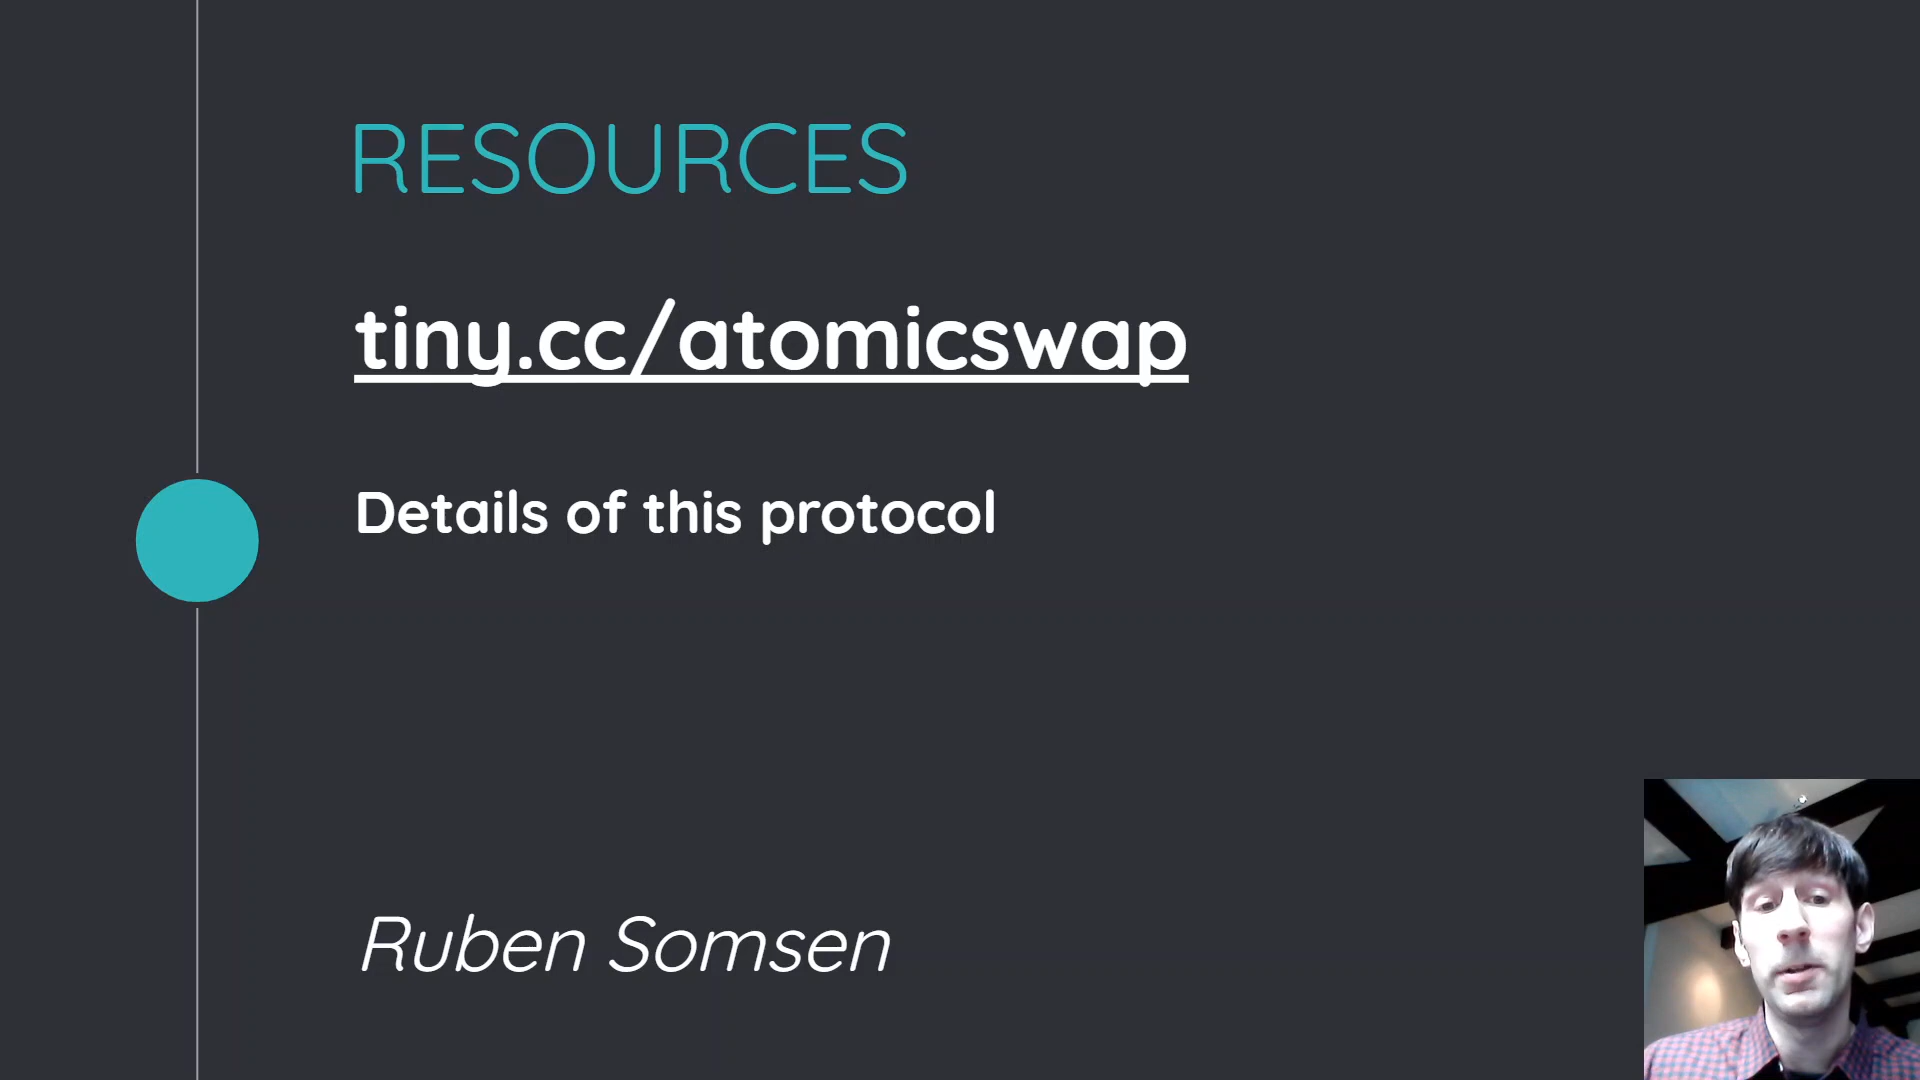 RESOURCES
tiny.cc/atomicswap
Details of this protocol
Ruben Somsen